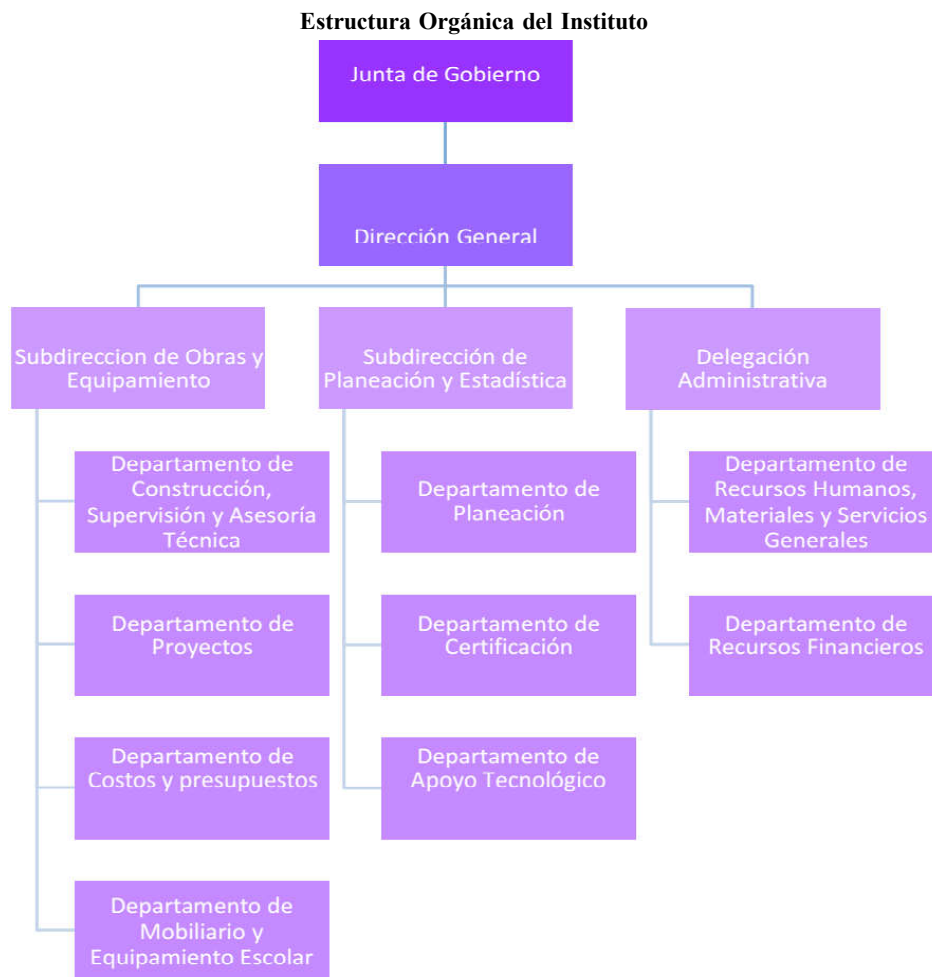 Estructura Orgánica del Instituto
Junta de Gobierno
Dirección General
Subdireccion de Obras y
Equipamiento
Subdirección de
Planeación y Estadística
Delegación
Administrativa
Departamento de
Construcción,
Supervisión y Asesoría
Técnica
Departamento de
Proyectos
Departamento de
Costos y presupuestos
Departamento de
Mobiliario y
Equipamiento Escolar
Departamento de
Planeación
Departamento de
Certificación
Departamento de
Apoyo Tecnológico
Departamento de
Recursos Humanos,
Materiales y Servicios
Generales
Departamento de
Recursos Financieros